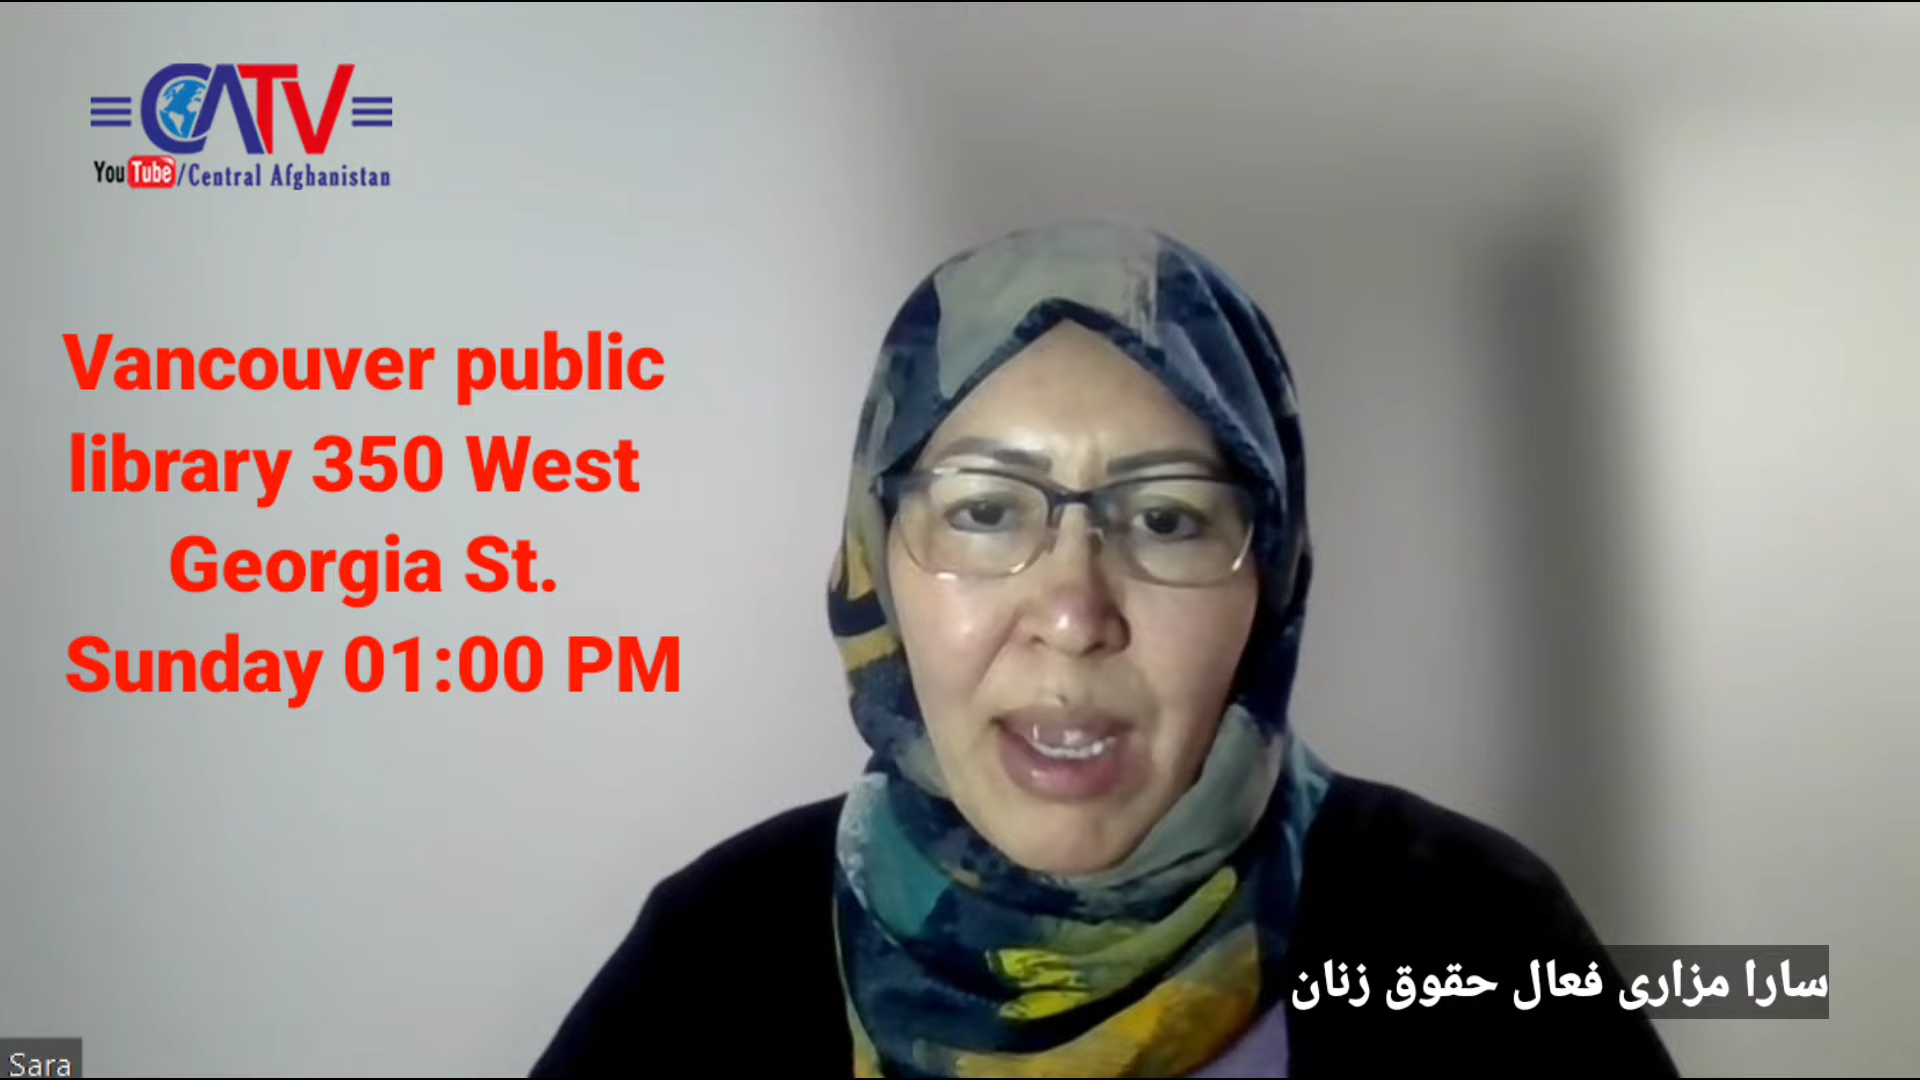 CATV
YouTube/Central Afghanistan
Vancouver public
library 350 West
Georgia St.
Sunday 01:00 PM
سارا مزاری فعال حقوق زنان
Sara